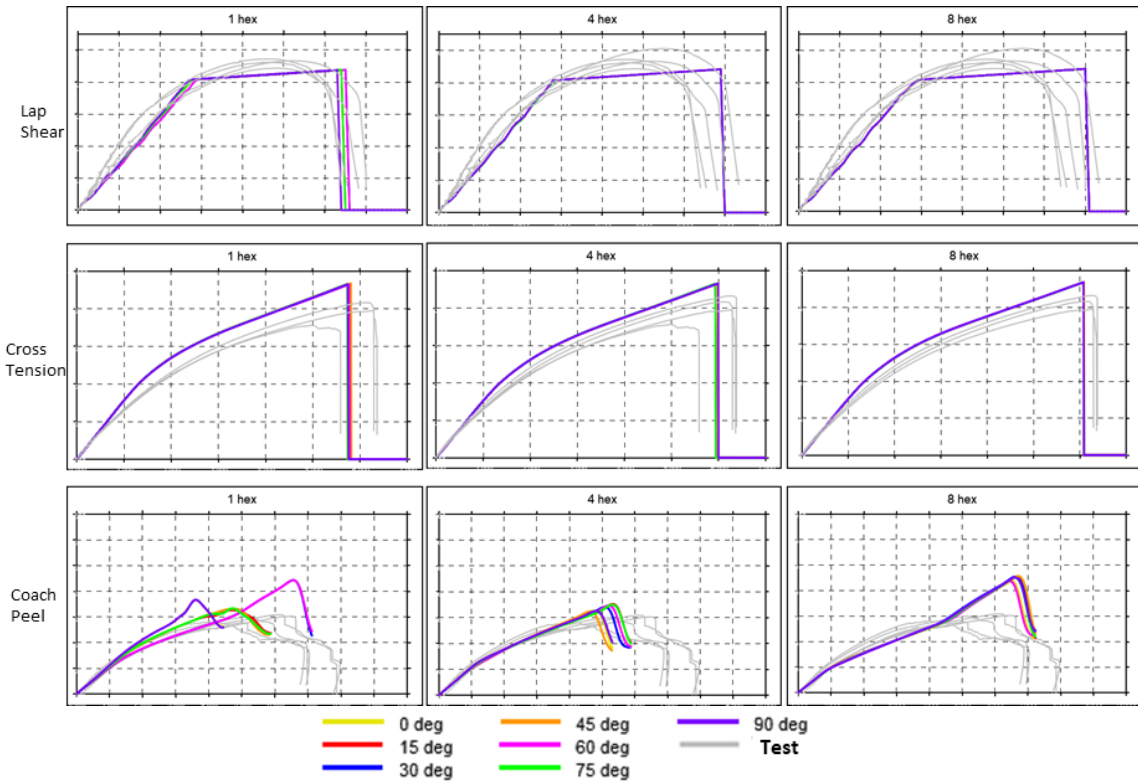 1 hex
4 hex
8 hex
Lap
Shear
1 hex
4 hex
8 hex
Cross
Tension
1 hex
4 hex
8 hex
Coach
Peel
0 deg
45 deg
90 deg
15 deg
60 deg
Test
30 deg
75 deg